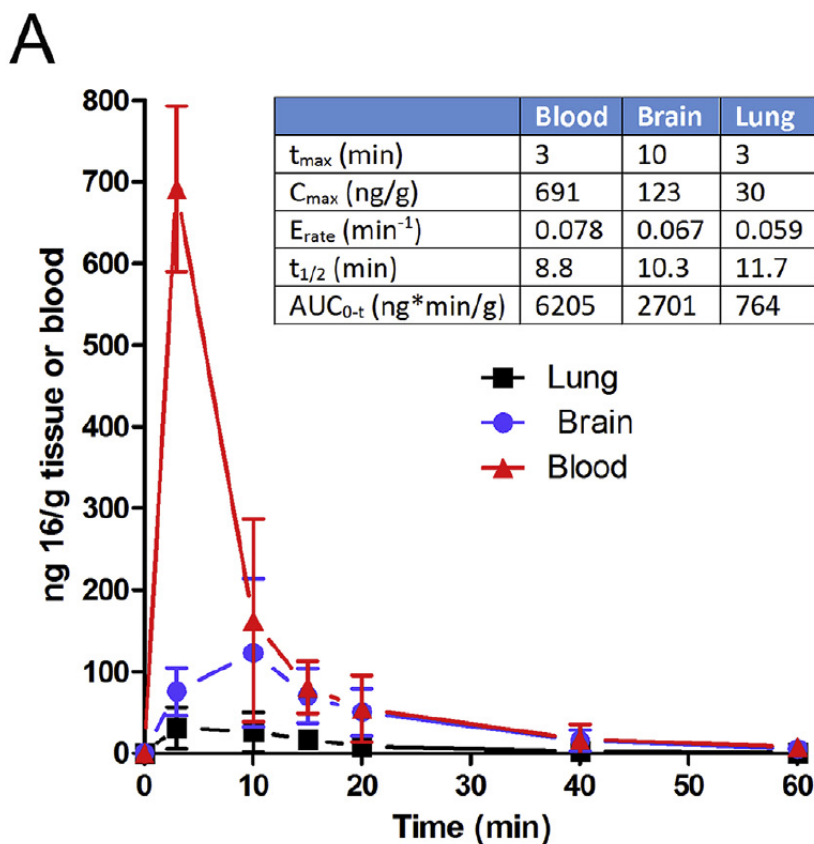 A
Blood Brain Lung
tmax (min) 3 10 3
Cmax (ng/g) 691 123 30
Erate (min-1) 0.078 0.067 0.059
t1/2 (min) 8.8 10.3 11.7
AUC0-t (ng*min/g) 6205 2701 764
Lung
Brain
Blood
ng 16/g tissue or blood
800
700
600
500
400
300
200
100
0
0 10 20 30 40 50 60
Time (min)